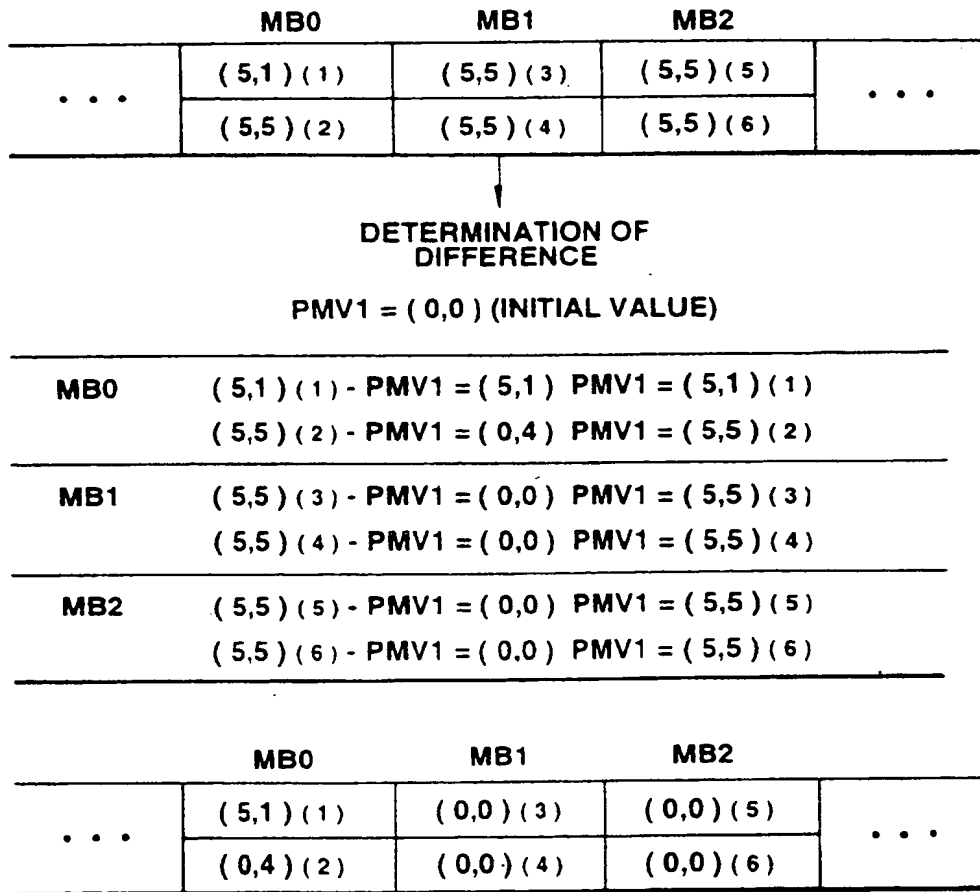 MB0 MB1 MB2
• • • ( 5,1 ) ( 1 ) ( 5,5 ) ( 3 ) ( 5,5 ) ( 5 ) • • •
( 5,5 ) ( 2 ) ( 5,5 ) ( 4 ) ( 5,5 ) ( 6 )
DETERMINATION OF
DIFFERENCE
PMV1 = ( 0,0 ) (INITIAL VALUE)
MB0 ( 5,1 ) ( 1 ) - PMV1 = ( 5,1 ) PMV1 = ( 5,1 ) ( 1 )
( 5,5 ) ( 2 ) - PMV1 = ( 0,4 ) PMV1 = ( 5,5 ) ( 2 )
MB1 ( 5,5 ) ( 3 ) - PMV1 = ( 0,0 ) PMV1 = ( 5,5 ) ( 3 )
( 5,5 ) ( 4 ) - PMV1 = ( 0,0 ) PMV1 = ( 5,5 ) ( 4 )
MB2 ( 5,5 ) ( 5 ) - PMV1 = ( 0,0 ) PMV1 = ( 5,5 ) ( 5 )
( 5,5 ) ( 6 ) - PMV1 = ( 0,0 ) PMV1 = ( 5,5 ) ( 6 )
MB0 MB1 MB2
• • • ( 5,1 ) ( 1 ) ( 0,0 ) ( 3 ) ( 0,0 ) ( 5 ) • • •
( 0,4 ) ( 2 ) ( 0,0 ) ( 4 ) ( 0,0 ) ( 6 )